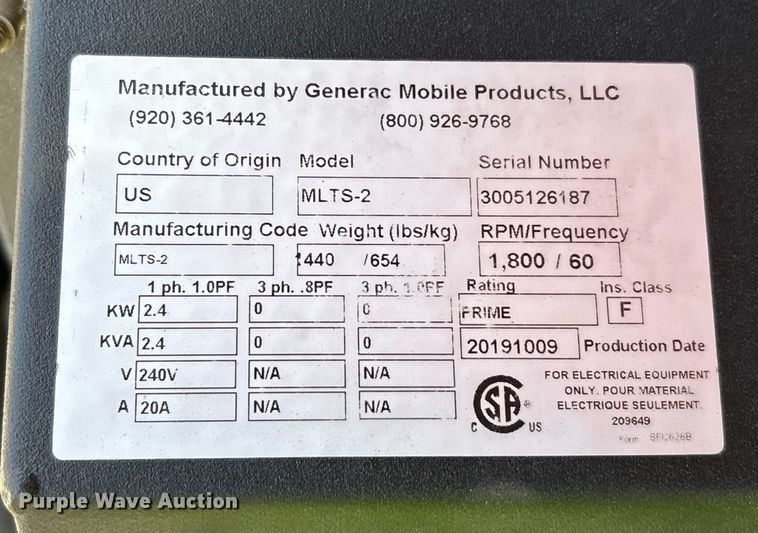 Manufactured by Generac Mobile Products, LLC
(920) 361-4442 (800) 926-9768
Country of Origin Model Serial Number
US MLTS-2 3005126187
Manufacturing Code Weight (lbs/kg) RPM/Frequency
MLTS-2 1440 /654 1,800 / 60
1 ph. 1.0PF 3 ph. .8PF 3 ph. 1.0PF Rating Ins. Class
KW 2.4 0 0 PRIME F
KVA 2.4 0 0 20191009 Production Date
V 240V N/A N/A
A 20A N/A N/A
CSA ® C US
FOR ELECTRICAL EQUIPMENT
ONLY. POUR MATERIAL
ELECTRIQUE SEULEMENT.
209649
Form SFC626B
Purple Wave Auction